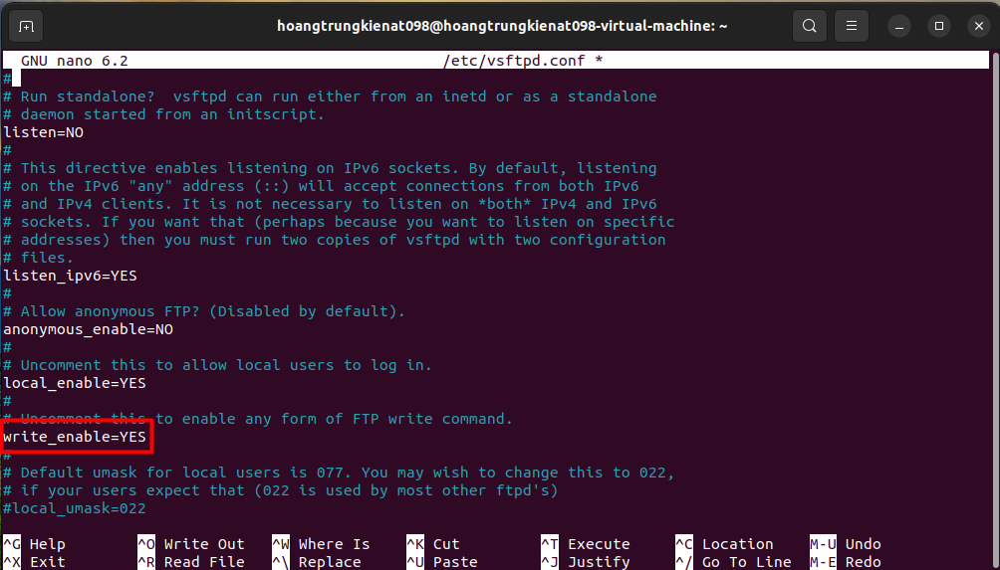 hoangtrungkienat098@hoangtrungkienat098-virtual-machine: ~
GNU nano 6.2 /etc/vsftpd.conf *
#
# Run standalone?  vsftpd can run either from an inetd or as a standalone
# daemon started from an initscript.
listen=NO
#
# This directive enables listening on IPv6 sockets. By default, listening
# on the IPv6 "any" address (::) will accept connections from both IPv6
# and IPv4 clients. It is not necessary to listen on *both* IPv4 and IPv6
# sockets. If you want that (perhaps because you want to listen on specific
# addresses) then you must run two copies of vsftpd with two configuration
# files.
listen_ipv6=YES
#
# Allow anonymous FTP? (Disabled by default).
anonymous_enable=NO
#
# Uncomment this to allow local users to log in.
local_enable=YES
#
# Uncomment this to enable any form of FTP write command.
write_enable=YES
#
# Default umask for local users is 077. You may wish to change this to 022,
# if your users expect that (022 is used by most other ftpd's)
#local_umask=022
^G Help ^O Write Out ^W Where Is ^K Cut ^T Execute ^C Location M-U Undo
^X Exit ^R Read File ^\ Replace ^U Paste ^J Justify ^/ Go To Line M-E Redo